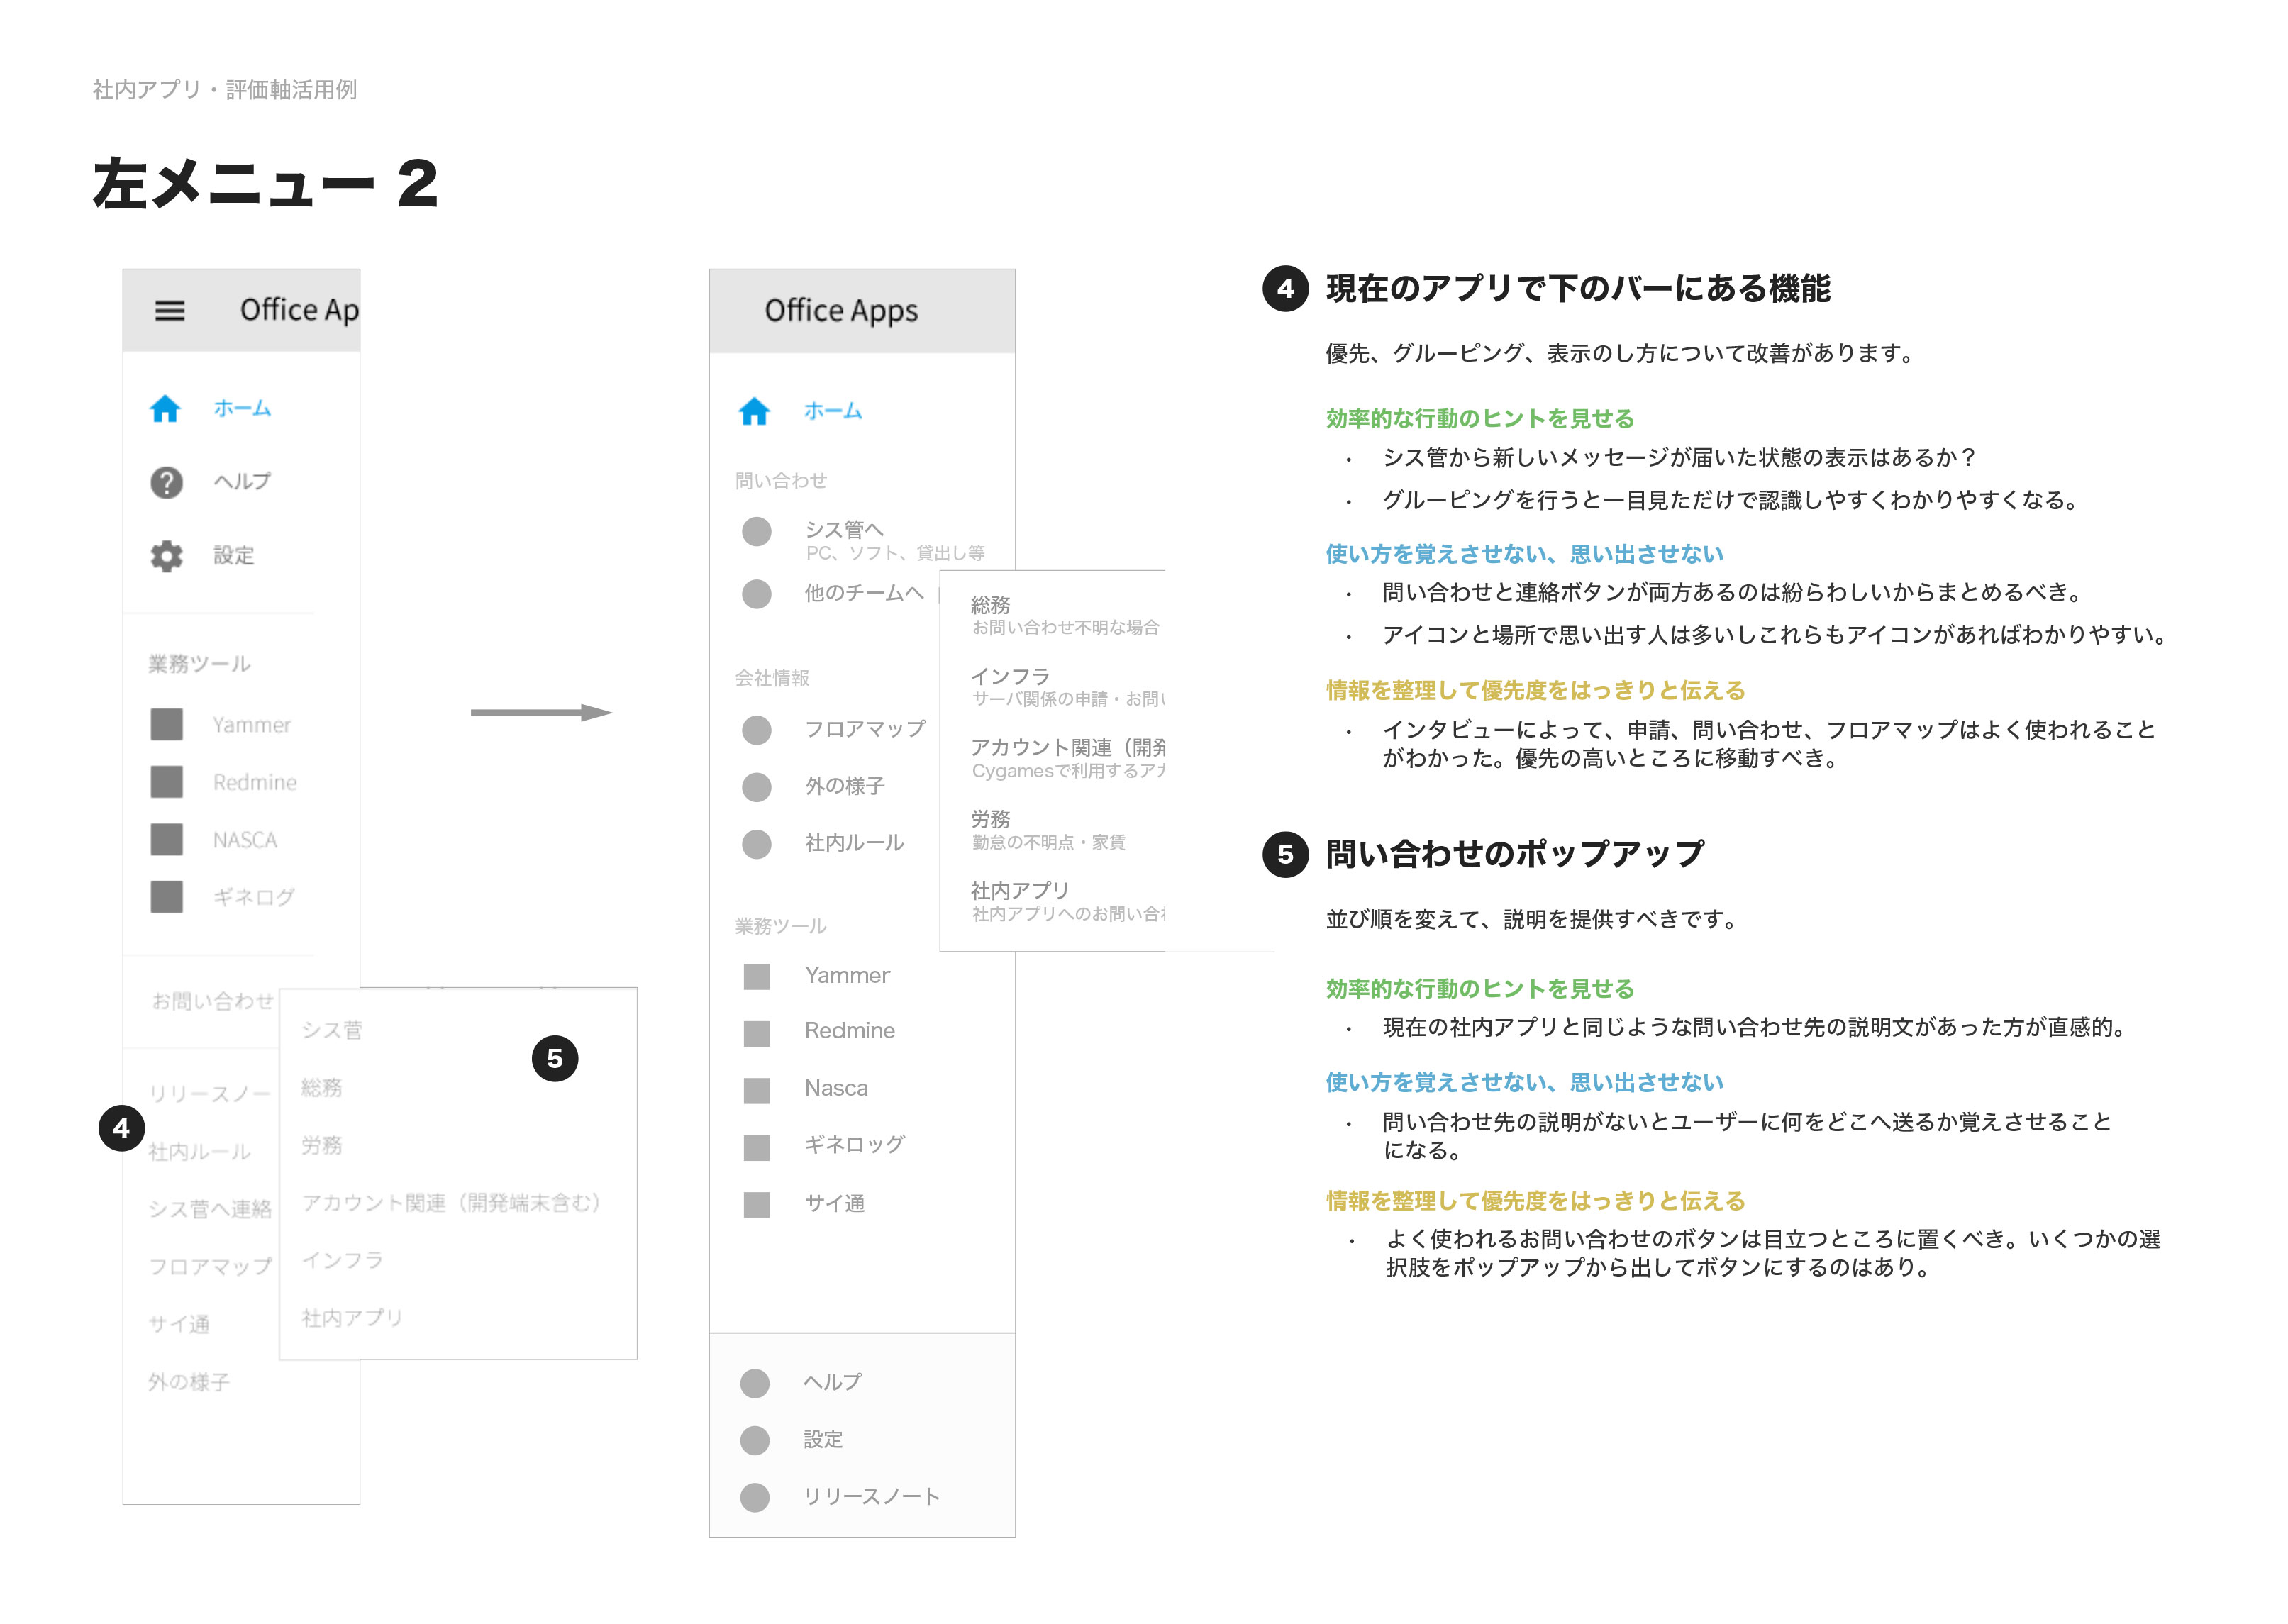 社内アプリ・評価軸活用例
左メニュー 2
Office Ap
ホーム
ヘルプ
設定
業務ツール
Yammer
Redmine
NASCA
ギネログ
お問い合わせ
リリースノー
社内ルール
シス菅へ連絡
フロアマップ
サイ通
外の様子
4
シス菅
総務
労務
アカウント関連（開発端末含む）
インフラ
社内アプリ
5
Office Apps
ホーム
問い合わせ
シス管へ
PC、ソフト、貸出し等
他のチームへ
会社情報
フロアマップ
外の様子
社内ルール
業務ツール
Yammer
Redmine
Nasca
ギネロッグ
サイ通
ヘルプ
設定
リリースノート
総務
お問い合わせ不明な場合
インフラ
サーバ関係の申請・お問い
アカウント関連（開発
Cygamesで利用するアカ
労務
勤怠の不明点・家賃
社内アプリ
社内アプリへのお問い合わ
4 現在のアプリで下のバーにある機能
優先、グルーピング、表示のし方について改善があります。
効率的な行動のヒントを見せる
・ シス管から新しいメッセージが届いた状態の表示はあるか？
・ グルーピングを行うと一目見ただけで認識しやすくわかりやすくなる。
使い方を覚えさせない、思い出させない
・ 問い合わせと連絡ボタンが両方あるのは紛らわしいからまとめるべき。
・ アイコンと場所で思い出す人は多いしこれらもアイコンがあればわかりやすい。
情報を整理して優先度をはっきりと伝える
・ インタビューによって、申請、問い合わせ、フロアマップはよく使われること
がわかった。優先の高いところに移動すべき。
5 問い合わせのポップアップ
並び順を変えて、説明を提供すべきです。
効率的な行動のヒントを見せる
・ 現在の社内アプリと同じような問い合わせ先の説明文があった方が直感的。
使い方を覚えさせない、思い出させない
・ 問い合わせ先の説明がないとユーザーに何をどこへ送るか覚えさせること
になる。
情報を整理して優先度をはっきりと伝える
・ よく使われるお問い合わせのボタンは目立つところに置くべき。いくつかの選
択肢をポップアップから出してボタンにするのはあり。